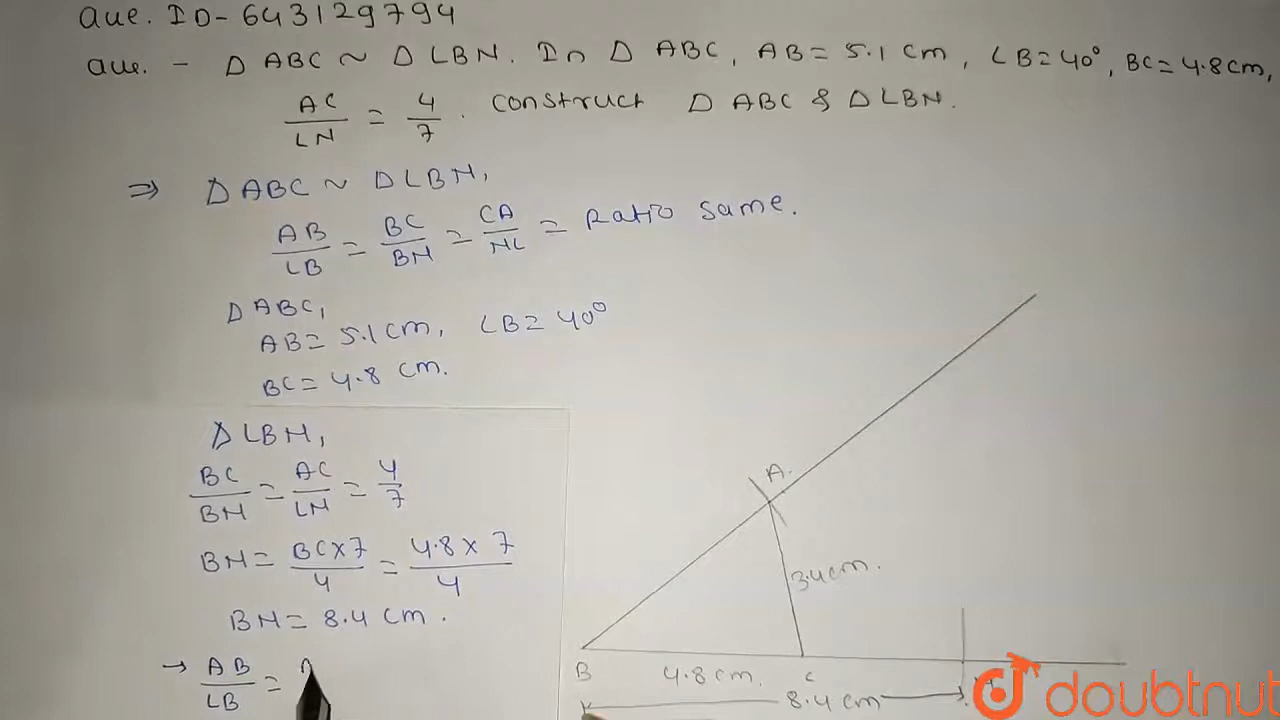 Que. ID- 643129794
Que. - Δ ABC ~ Δ LBN. In Δ ABC, AB = 5.1 cm, ∠B = 40°, BC = 4.8 cm,
AC/LN = 4/7. construct Δ ABC & Δ LBN.
⇒ Δ ABC ~ Δ LBN,
AB/LB = BC/BN = CA/NL = Ratio same.
Δ ABC,
AB = 5.1 cm, ∠B = 40°
BC = 4.8 cm.
Δ LBN,
BC/BN = AC/LN = 4/7
BN = BC×7/4 = 4.8 × 7/4
BN = 8.4 cm.
→ AB/LB =
A.
3.4 cm.
B 4.8 cm. C
8.4 cm
doubtnut